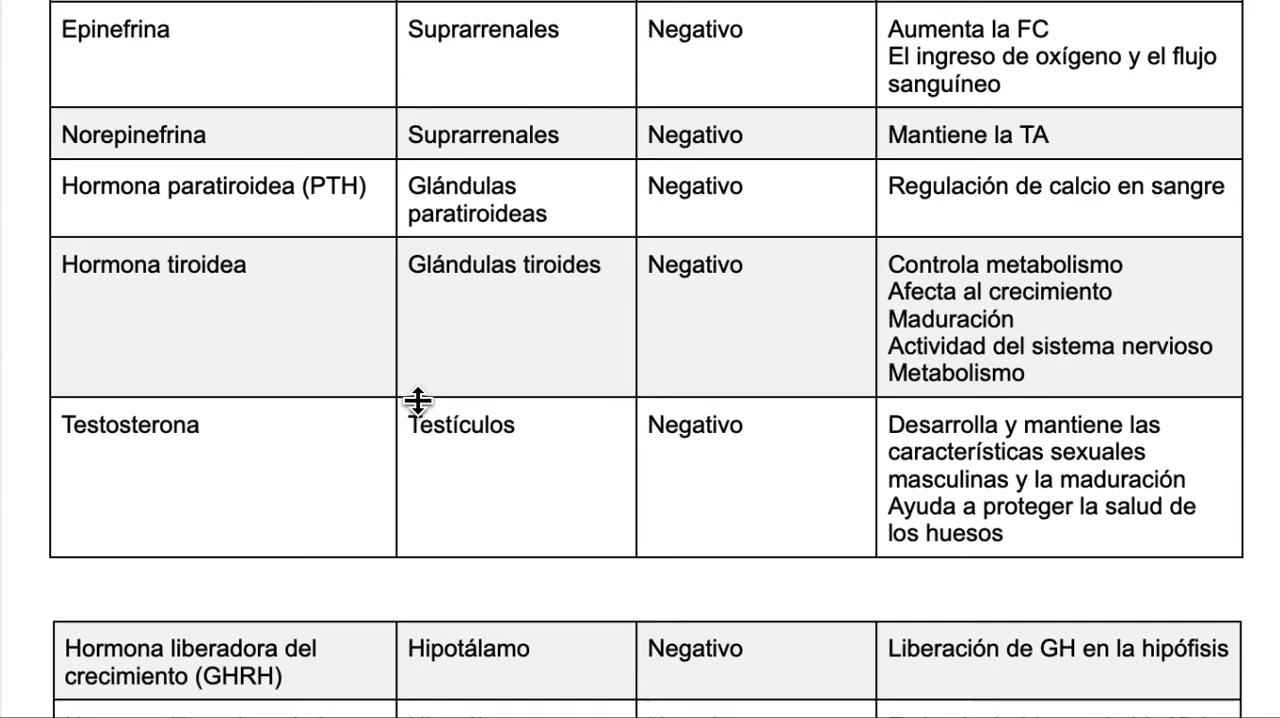 Epinefrina
Suprarrenales
Negativo
Aumenta la FC
El ingreso de oxígeno y el flujo
sanguíneo
Norepinefrina
Suprarrenales
Negativo
Mantiene la TA
Hormona paratiroidea (PTH)
Glándulas
paratiroideas
Negativo
Regulación de calcio en sangre
Hormona tiroidea
Glándulas tiroides
Negativo
Controla metabolismo
Afecta al crecimiento
Maduración
Actividad del sistema nervioso
Metabolismo
Testosterona
Testículos
Negativo
Desarrolla y mantiene las
características sexuales
masculinas y la maduración
Ayuda a proteger la salud de
los huesos
Hormona liberadora del
crecimiento (GHRH)
Hipotálamo
Negativo
Liberación de GH en la hipófisis